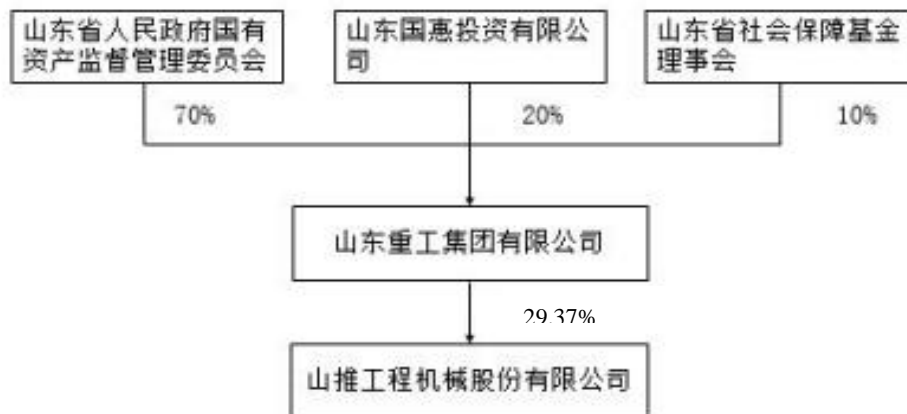 山东省人民政府国有
资产监督管理委员会
山东国惠投资有限公
司
山东省社会保障基金
理事会
70%
20%
10%
山东重工集团有限公司
29.37%
山推工程机械股份有限公司